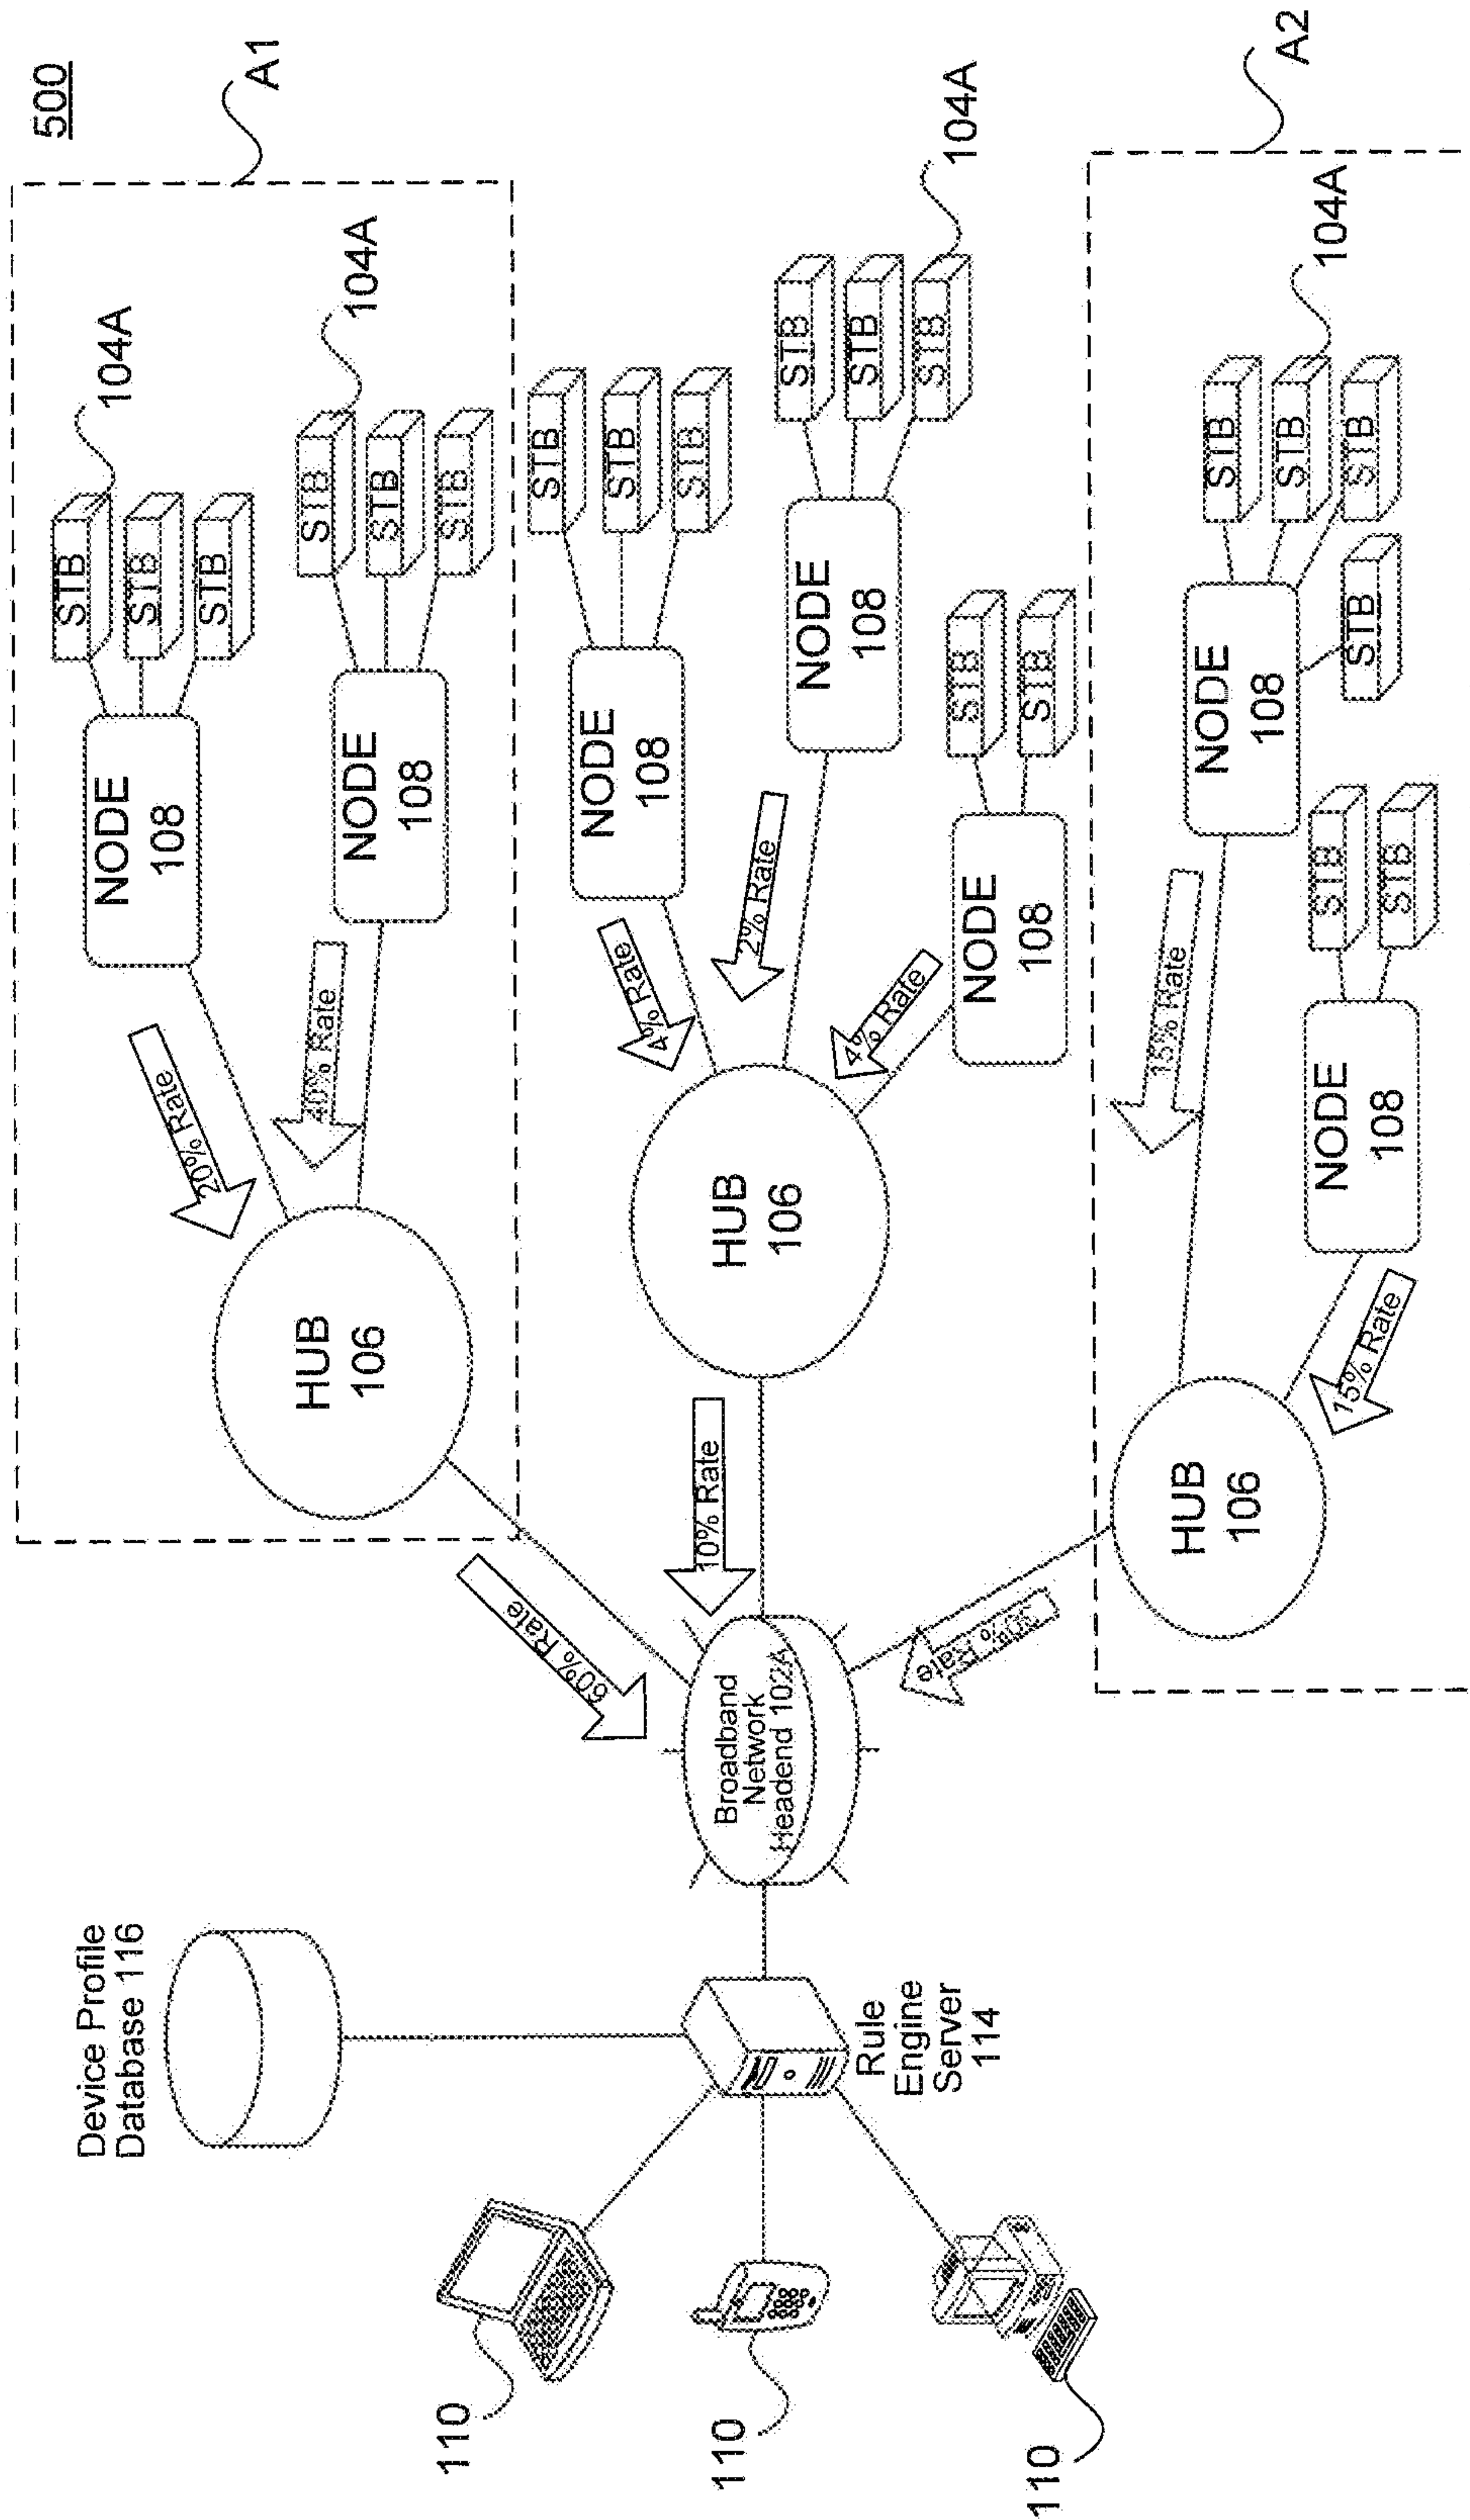 500
Device Profile
Database 116
110
110
110
Rule
Engine
Server
114
Broadband
Network
Headend 102A
60% Rate
10% Rate
30% Rate
A1
HUB
106
20% Rate
40% Rate
NODE
108
STB
STB
STB
104A
NODE
108
STB
STB
STB
104A
HUB
106
4% Rate
2% Rate
4% Rate
NODE
108
STB
STB
STB
NODE
108
STB
STB
STB
104A
NODE
108
STB
STB
A2
HUB
106
15% Rate
15% Rate
NODE
108
STB
STB
STB
STB
104A
NODE
108
STB
STB